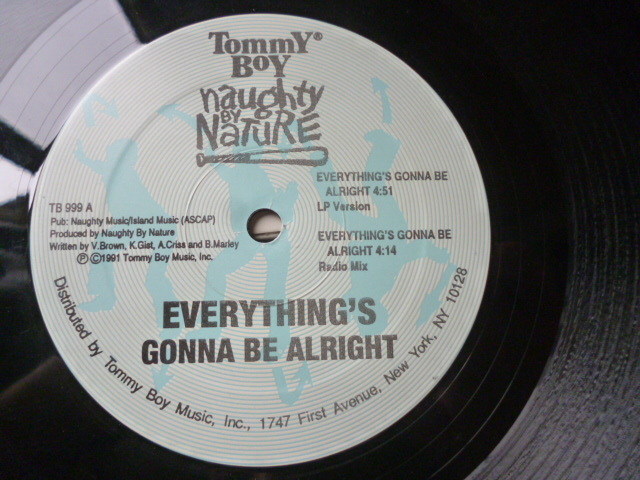 Tommy®
Boy
naughty
BY
NATURE
EVERYTHING'S GONNA BE
ALRIGHT 4:51
LP Version
EVERYTHING'S GONNA BE
ALRIGHT 4:14
Radio Mix
TB 999 A
Pub: Naughty Music/Island Music (ASCAP)
Produced by Naughty By Nature
Written by V.Brown, K.Gist, A.Criss and B.Marley
Ⓟ©1991 Tommy Boy Music, Inc.
EVERYTHING'S
GONNA BE ALRIGHT
Distributed by Tommy Boy Music, Inc., 1747 First Avenue, New York, NY 10128